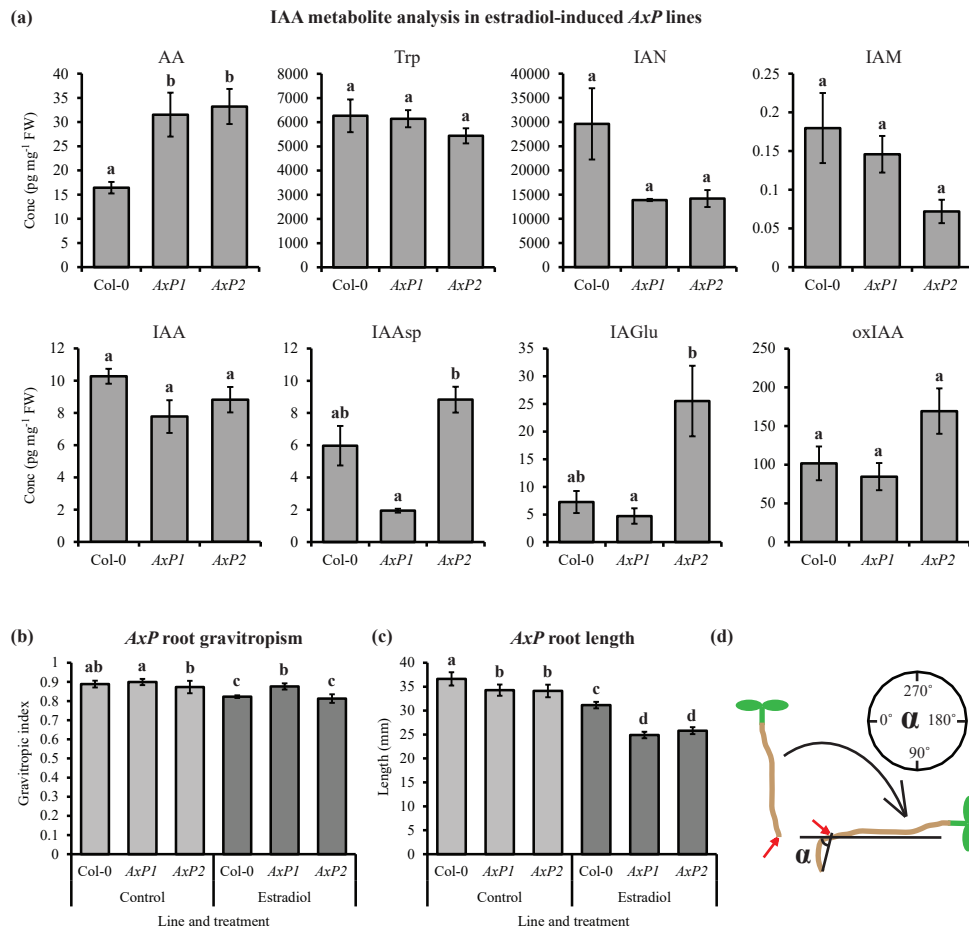 (a) IAA metabolite analysis in estradiol-induced AxP lines
AA
Conc (pg mg⁻¹ FW)
40
35
30
25
20
15
10
5
0
a
b
b
Col-0 AxP1 AxP2
Trp
8000
7000
6000
5000
4000
3000
2000
1000
0
a
a
a
Col-0 AxP1 AxP2
IAN
40000
35000
30000
25000
20000
15000
10000
5000
0
a
a
a
Col-0 AxP1 AxP2
IAM
0.25
0.2
0.15
0.1
0.05
0
a
a
a
Col-0 AxP1 AxP2
IAA
Conc (pg mg⁻¹ FW)
12
10
8
6
4
2
0
a
a
a
Col-0 AxP1 AxP2
IAAsp
12
10
8
6
4
2
0
ab
a
b
Col-0 AxP1 AxP2
IAGlu
35
30
25
20
15
10
5
0
ab
a
b
Col-0 AxP1 AxP2
oxIAA
250
200
150
100
50
0
a
a
a
Col-0 AxP1 AxP2
(b) AxP root gravitropism
Gravitropic index
1
0.9
0.8
0.7
0.6
0.5
0.4
0.3
0.2
0.1
0
ab a b c b c
Col-0 AxP1 AxP2 Col-0 AxP1 AxP2
Control Estradiol
Line and treatment
(c) AxP root length
Length (mm)
40
35
30
25
20
15
10
5
0
a b b c d d
Col-0 AxP1 AxP2 Col-0 AxP1 AxP2
Control Estradiol
Line and treatment
(d)
270°
0° α 180°
90°
α